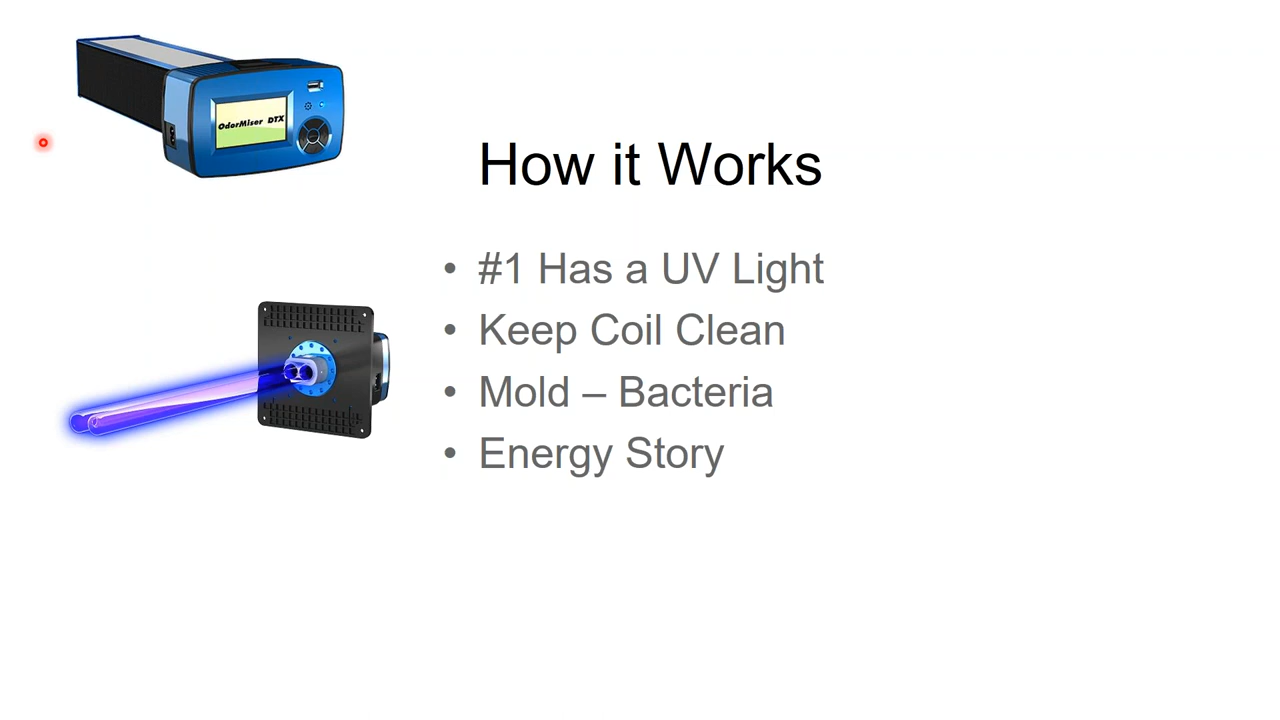 OdorMiser DTX
How it Works
• #1 Has a UV Light
• Keep Coil Clean
• Mold – Bacteria
• Energy Story